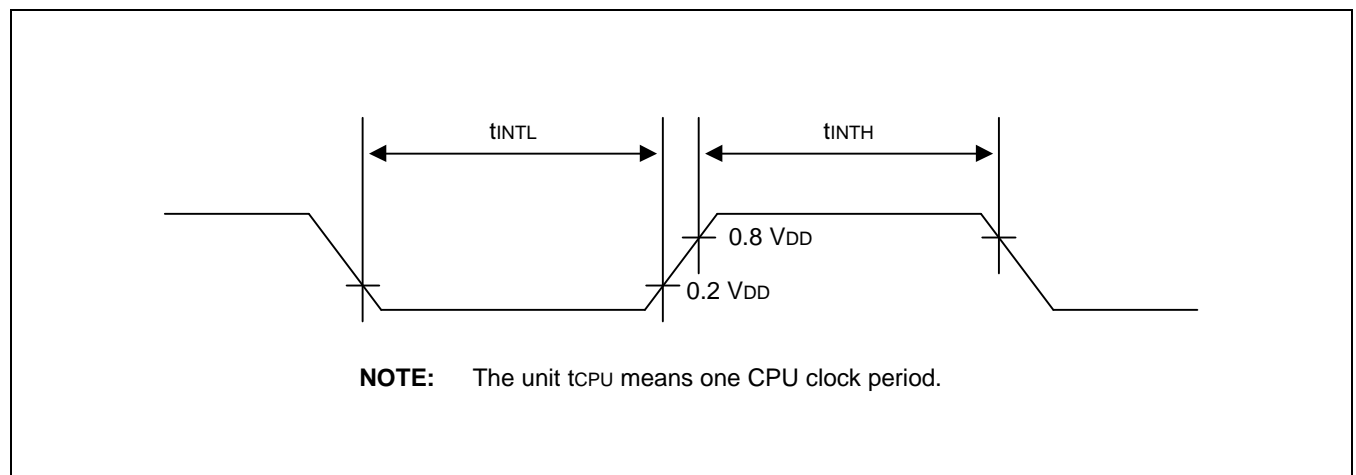 tINTL
tINTH
0.8 VDD
0.2 VDD
NOTE: The unit tCPU means one CPU clock period.